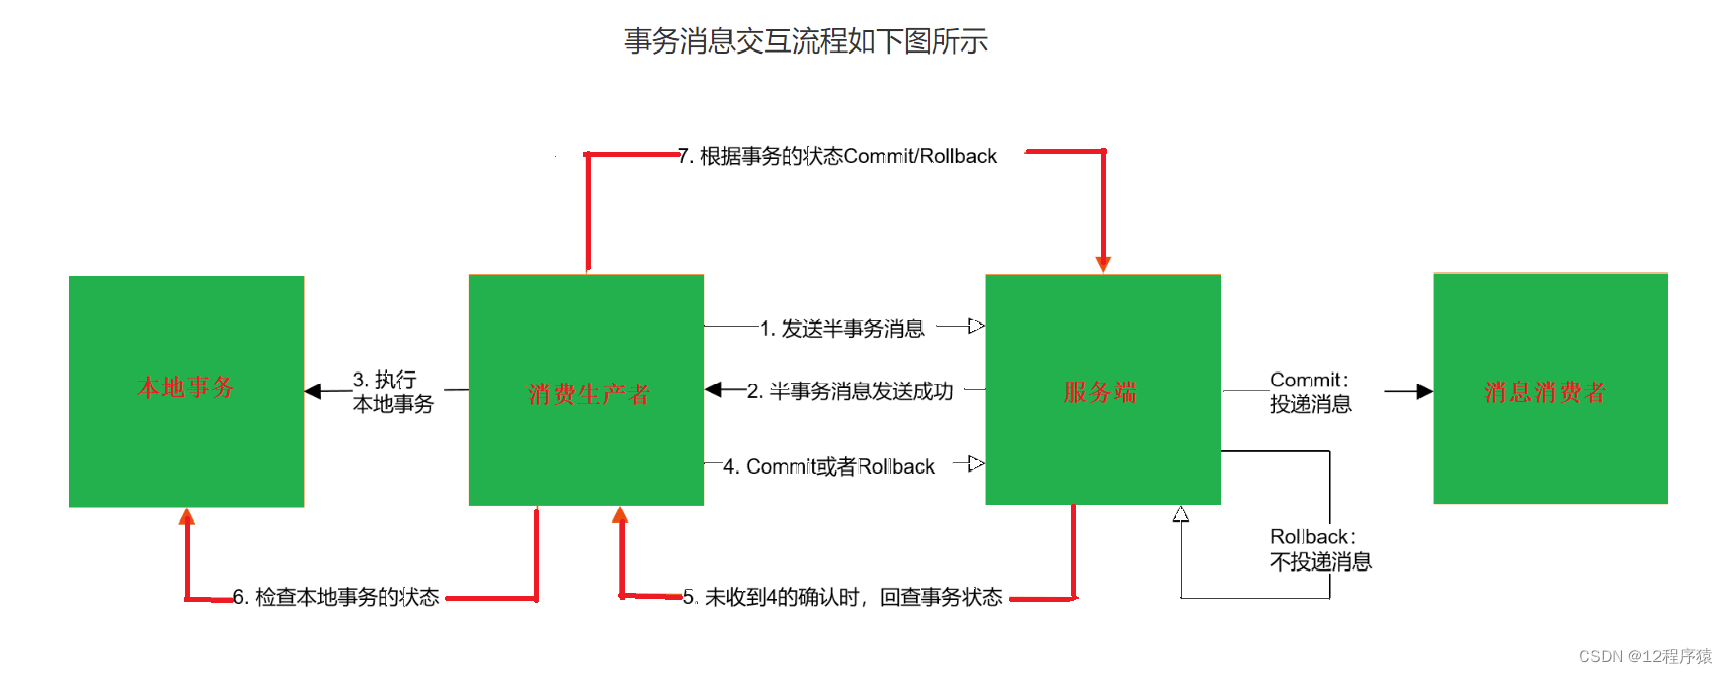 事务消息交互流程如下图所示
7. 根据事务的状态Commit/Rollback
1. 发送半事务消息
本地事务
3. 执行
本地事务
消费生产者
2. 半事务消息发送成功
服务端
Commit：
投递消息
消息消费者
4. Commit或者Rollback
Rollback：
不投递消息
6. 检查本地事务的状态
5. 未收到4的确认时，回查事务状态
CSDN @12程序猿